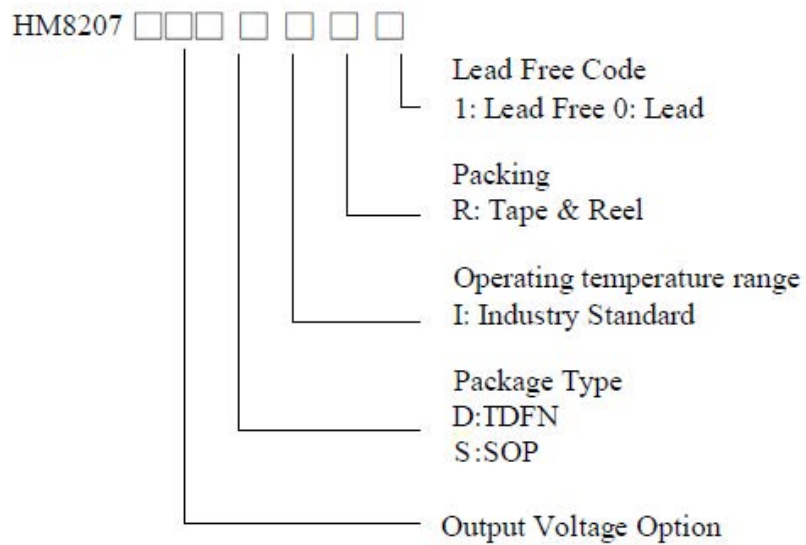 HM8207 □□□ □ □ □ □
Lead Free Code
1: Lead Free 0: Lead
Packing
R: Tape & Reel
Operating temperature range
I: Industry Standard
Package Type
D:TDFN
S:SOP
Output Voltage Option